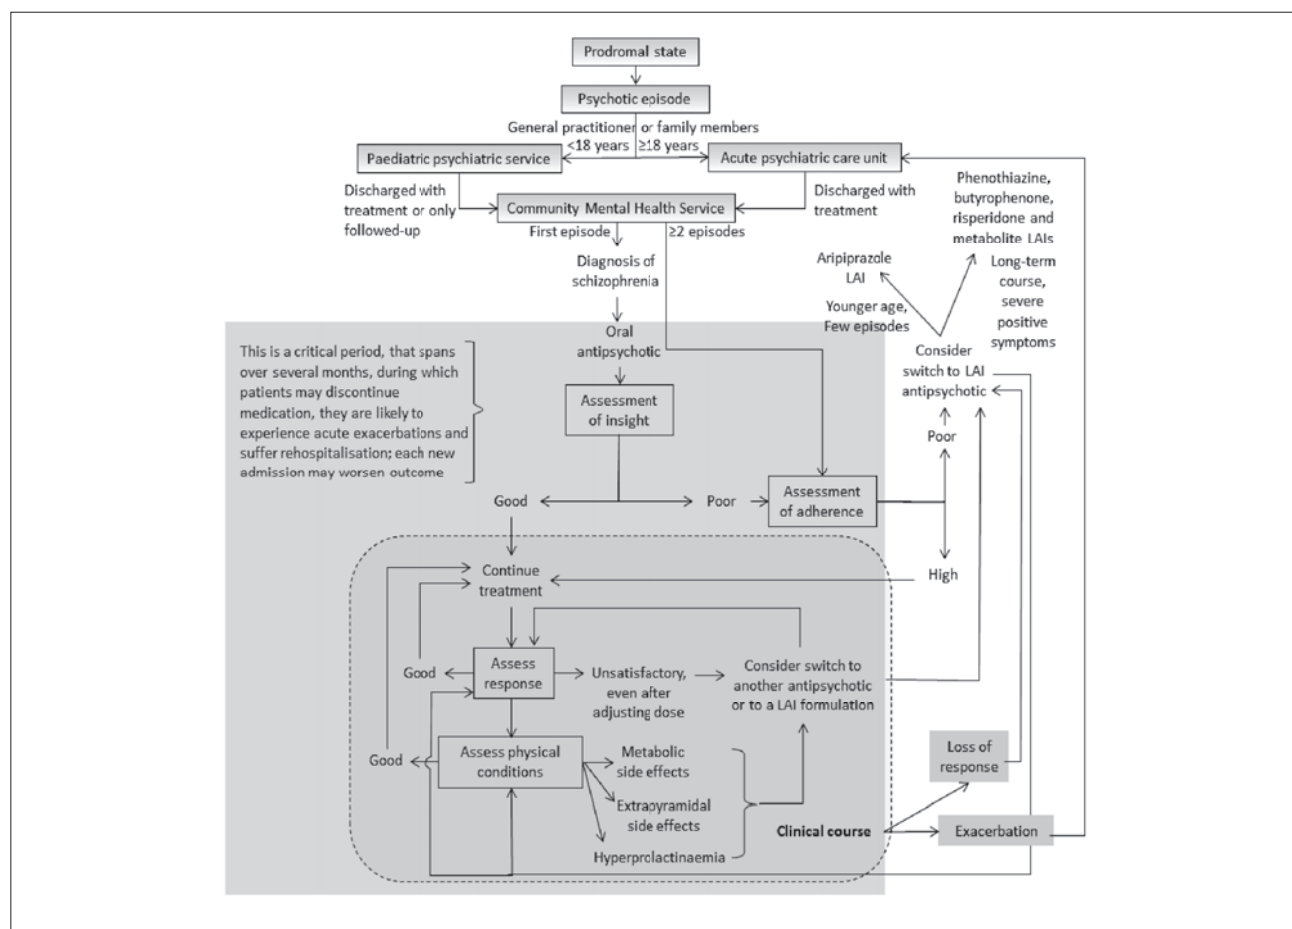 Prodromal state
Psychotic episode
General practitioner or family members
<18 years
≥18 years
Paediatric psychiatric service
Acute psychiatric care unit
Discharged with
treatment or only
followed-up
Community Mental Health Service
Discharged with
treatment
First episode
≥2 episodes
Phenothiazine,
butyrophenone,
risperidone and
metabolite LAIs
Diagnosis of
schizophrenia
Aripiprazole
LAI
Long-term
course,
severe
positive
symptoms
Younger age,
Few episodes
Oral
antipsychotic
This is a critical period, that spans
over several months, during which
patients may discontinue
medication, they are likely to
experience acute exacerbations and
suffer rehospitalisation; each new
admission may worsen outcome
Consider
switch to LAI
antipsychotic
Assessment
of insight
Poor
Good
Poor
Assessment
of adherence
High
Continue
treatment
Good
Assess
response
Unsatisfactory,
even after
adjusting dose
Consider switch to
another antipsychotic
or to a LAI formulation
Good
Assess physical
conditions
Metabolic
side effects
Extrapyramidal
side effects
Hyperprolactinaemia
Loss of
response
Clinical course
Exacerbation